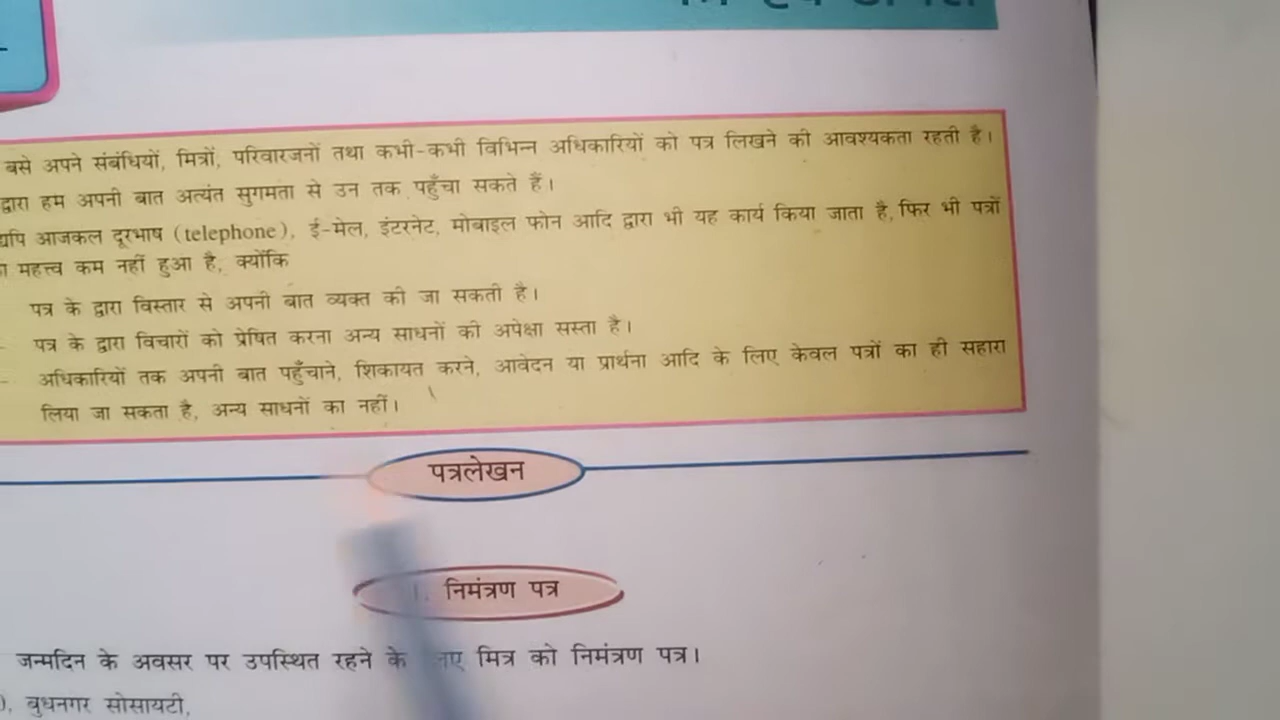 बसे अपने संबंधियों, मित्रों, परिवारजनों तथा कभी-कभी विभिन्न अधिकारियों को पत्र लिखने की आवश्यकता रहती है।
द्वारा हम अपनी बात अत्यंत सुगमता से उन तक पहुँचा सकते हैं।
आजकल दूरभाष (telephone), ई-मेल, इंटरनेट, मोबाइल फोन आदि द्वारा भी यह कार्य किया जाता है, फिर भी पत्रों
महत्त्व कम नहीं हुआ है, क्योंकि
पत्र के द्वारा विस्तार से अपनी बात व्यक्त की जा सकती है।
- पत्र के द्वारा विचारों को प्रेषित करना अन्य साधनों की अपेक्षा सस्ता है।
- अधिकारियों तक अपनी बात पहुँचाने, शिकायत करने, आवेदन या प्रार्थना आदि के लिए केवल पत्रों का ही सहारा
लिया जा सकता है, अन्य साधनों का नहीं।
पत्रलेखन
1. निमंत्रण पत्र
जन्मदिन के अवसर पर उपस्थित रहने के मित्र को निमंत्रण पत्र।
), बुधनगर सोसायटी,